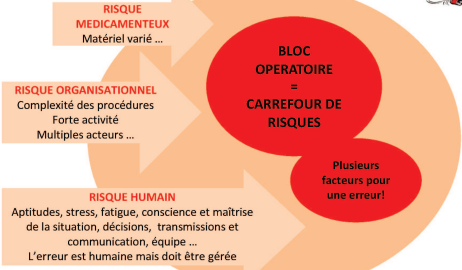 RISQUE
MEDICAMENTEUX
Matériel varié ...
RISQUE ORGANISATIONNEL
Complexité des procédures
Forte activité
Multiples acteurs ...
RISQUE HUMAIN
Aptitudes, stress, fatigue, conscience et maîtrise
de la situation, décisions, transmissions et
communication, équipe ...
L'erreur est humaine mais doit être gérée
BLOC
OPERATOIRE
=
CARREFOUR DE
RISQUES
Plusieurs
facteurs pour
une erreur!